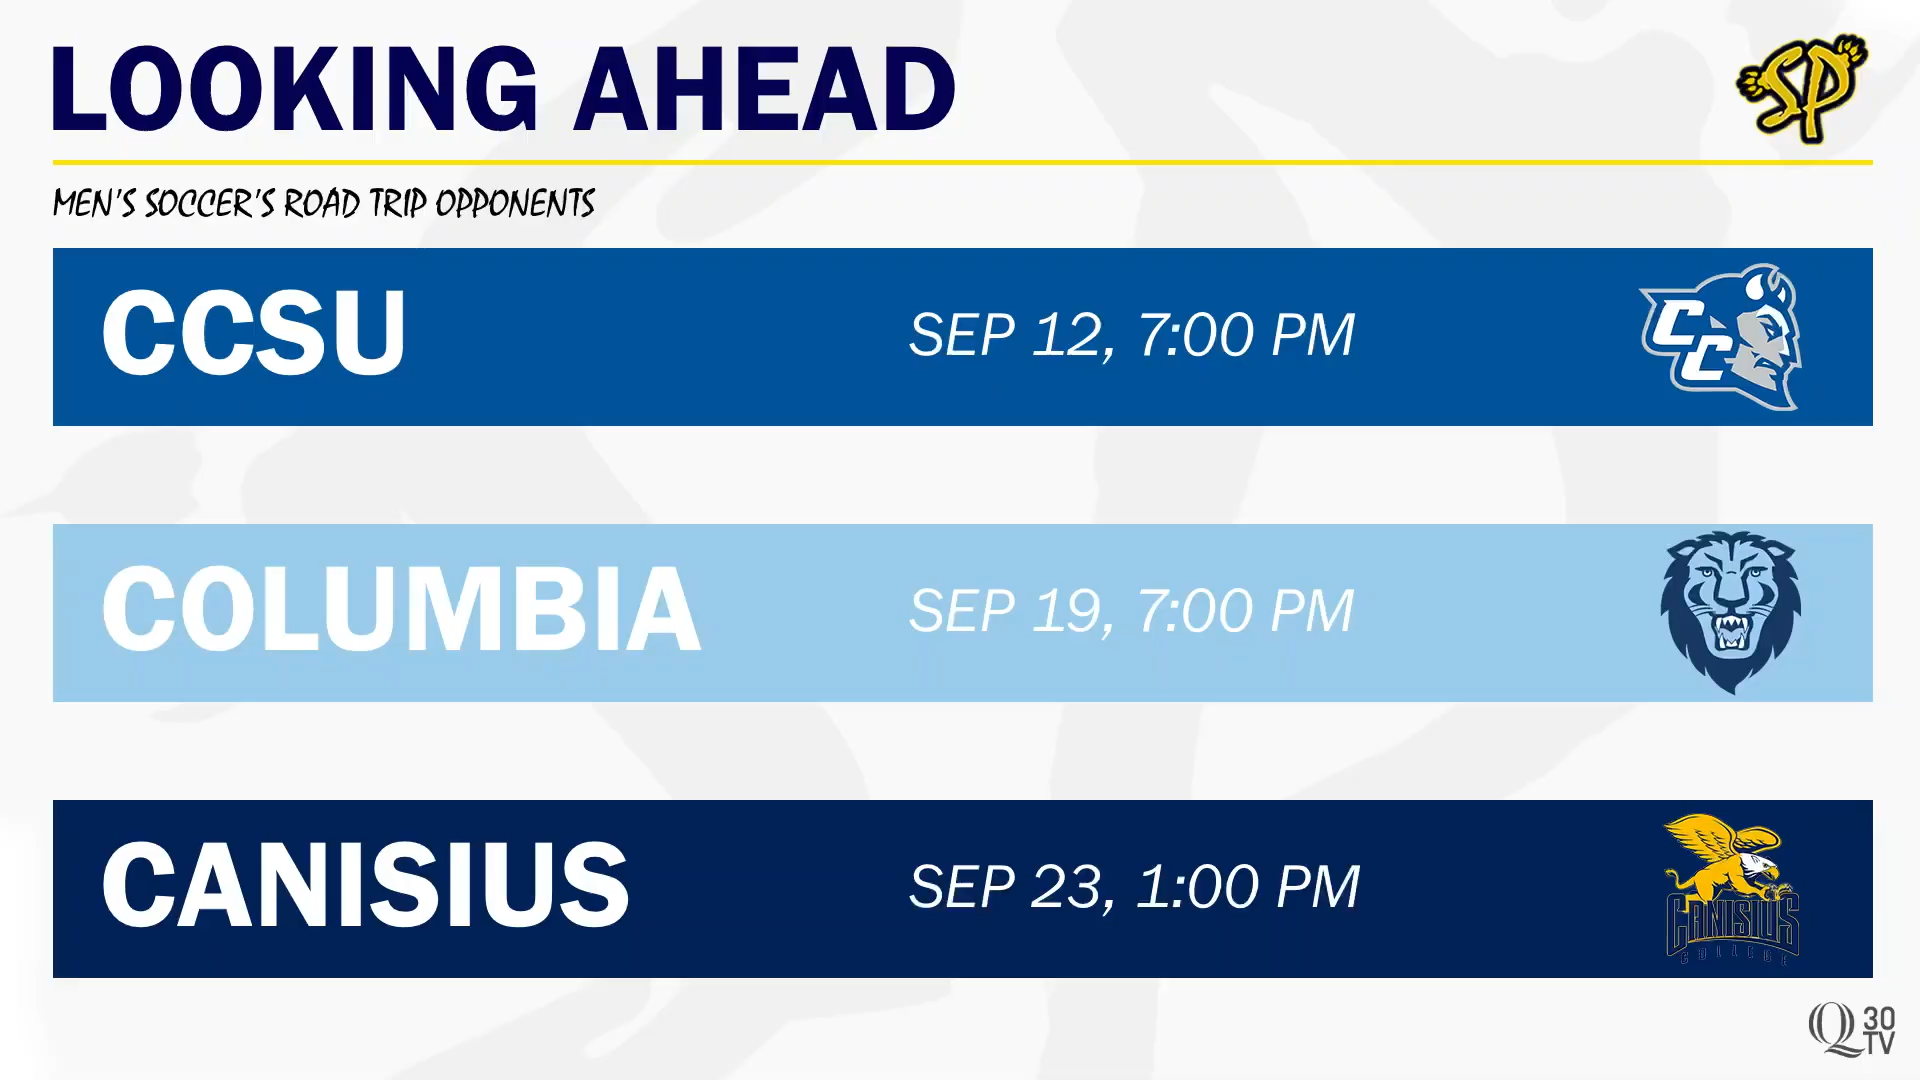 LOOKING AHEAD
SP
MEN'S SOCCER'S ROAD TRIP OPPONENTS
CCSU
SEP 12, 7:00 PM
CC
COLUMBIA
SEP 19, 7:00 PM
CANISIUS
SEP 23, 1:00 PM
CANISIUS
COLLEGE
Q 30
TV